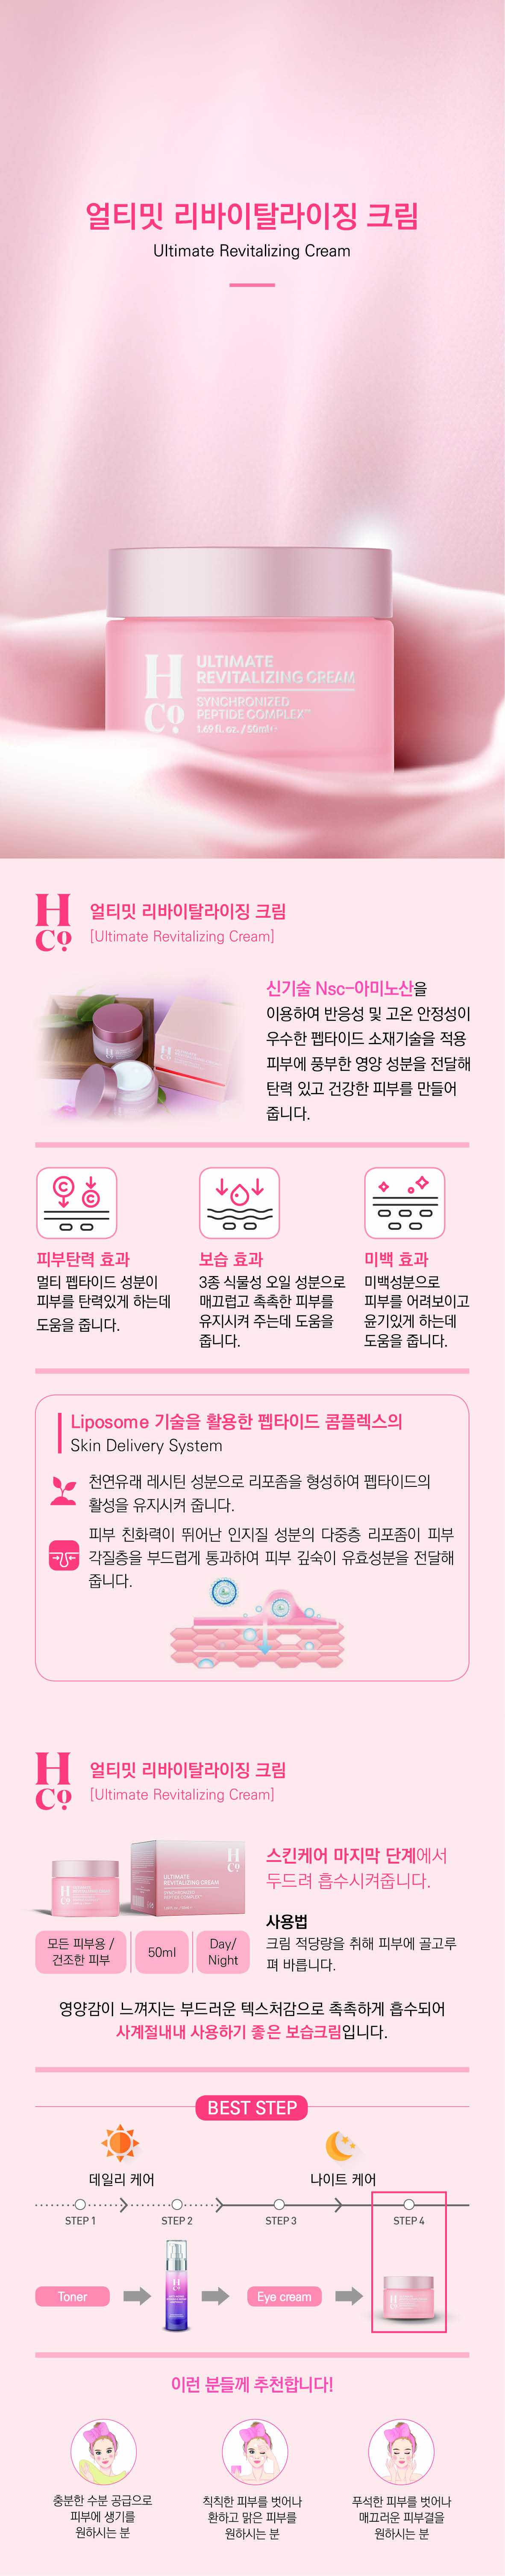 얼티밋 리바이탈라이징 크림
Ultimate Revitalizing Cream
H
Co
ULTIMATE
REVITALIZING CREAM
SYNCHRONIZED
PEPTIDE COMPLEX™
1.69 fl. oz. / 50ml e
H
Co
얼티밋 리바이탈라이징 크림
[Ultimate Revitalizing Cream]
신기술 Nsc-아미노산을
이용하여 반응성 및 고온 안정성이
우수한 펩타이드 소재기술을 적용
피부에 풍부한 영양 성분을 전달해
탄력 있고 건강한 피부를 만들어
줍니다.
피부탄력 효과
멀티 펩타이드 성분이
피부를 탄력있게 하는데
도움을 줍니다.
보습 효과
3종 식물성 오일 성분으로
매끄럽고 촉촉한 피부를
유지시켜 주는데 도움을
줍니다.
미백 효과
미백성분으로
피부를 어려보이고
윤기있게 하는데
도움을 줍니다.
Liposome 기술을 활용한 펩타이드 콤플렉스의
Skin Delivery System
천연유래 레시틴 성분으로 리포좀을 형성하여 펩타이드의
활성을 유지시켜 줍니다.
피부 친화력이 뛰어난 인지질 성분의 다중층 리포좀이 피부
각질층을 부드럽게 통과하여 피부 깊숙이 유효성분을 전달해
줍니다.
H
Co
얼티밋 리바이탈라이징 크림
[Ultimate Revitalizing Cream]
H
Co
ULTIMATE
REVITALIZING CREAM
SYNCHRONIZED
PEPTIDE COMPLEX™
스킨케어 마지막 단계에서
두드려 흡수시켜줍니다.
사용법
크림 적당량을 취해 피부에 골고루
펴 바릅니다.
모든 피부용 /
건조한 피부
50ml
Day/
Night
영양감이 느껴지는 부드러운 텍스처감으로 촉촉하게 흡수되어
사계절내내 사용하기 좋은 보습크림입니다.
BEST STEP
데일리 케어
나이트 케어
STEP 1
STEP 2
STEP 3
STEP 4
Toner
Eye cream
이런 분들께 추천합니다!
충분한 수분 공급으로
피부에 생기를
원하시는 분
칙칙한 피부를 벗어나
환하고 맑은 피부를
원하시는 분
푸석한 피부를 벗어나
매끄러운 피부결을
원하시는 분